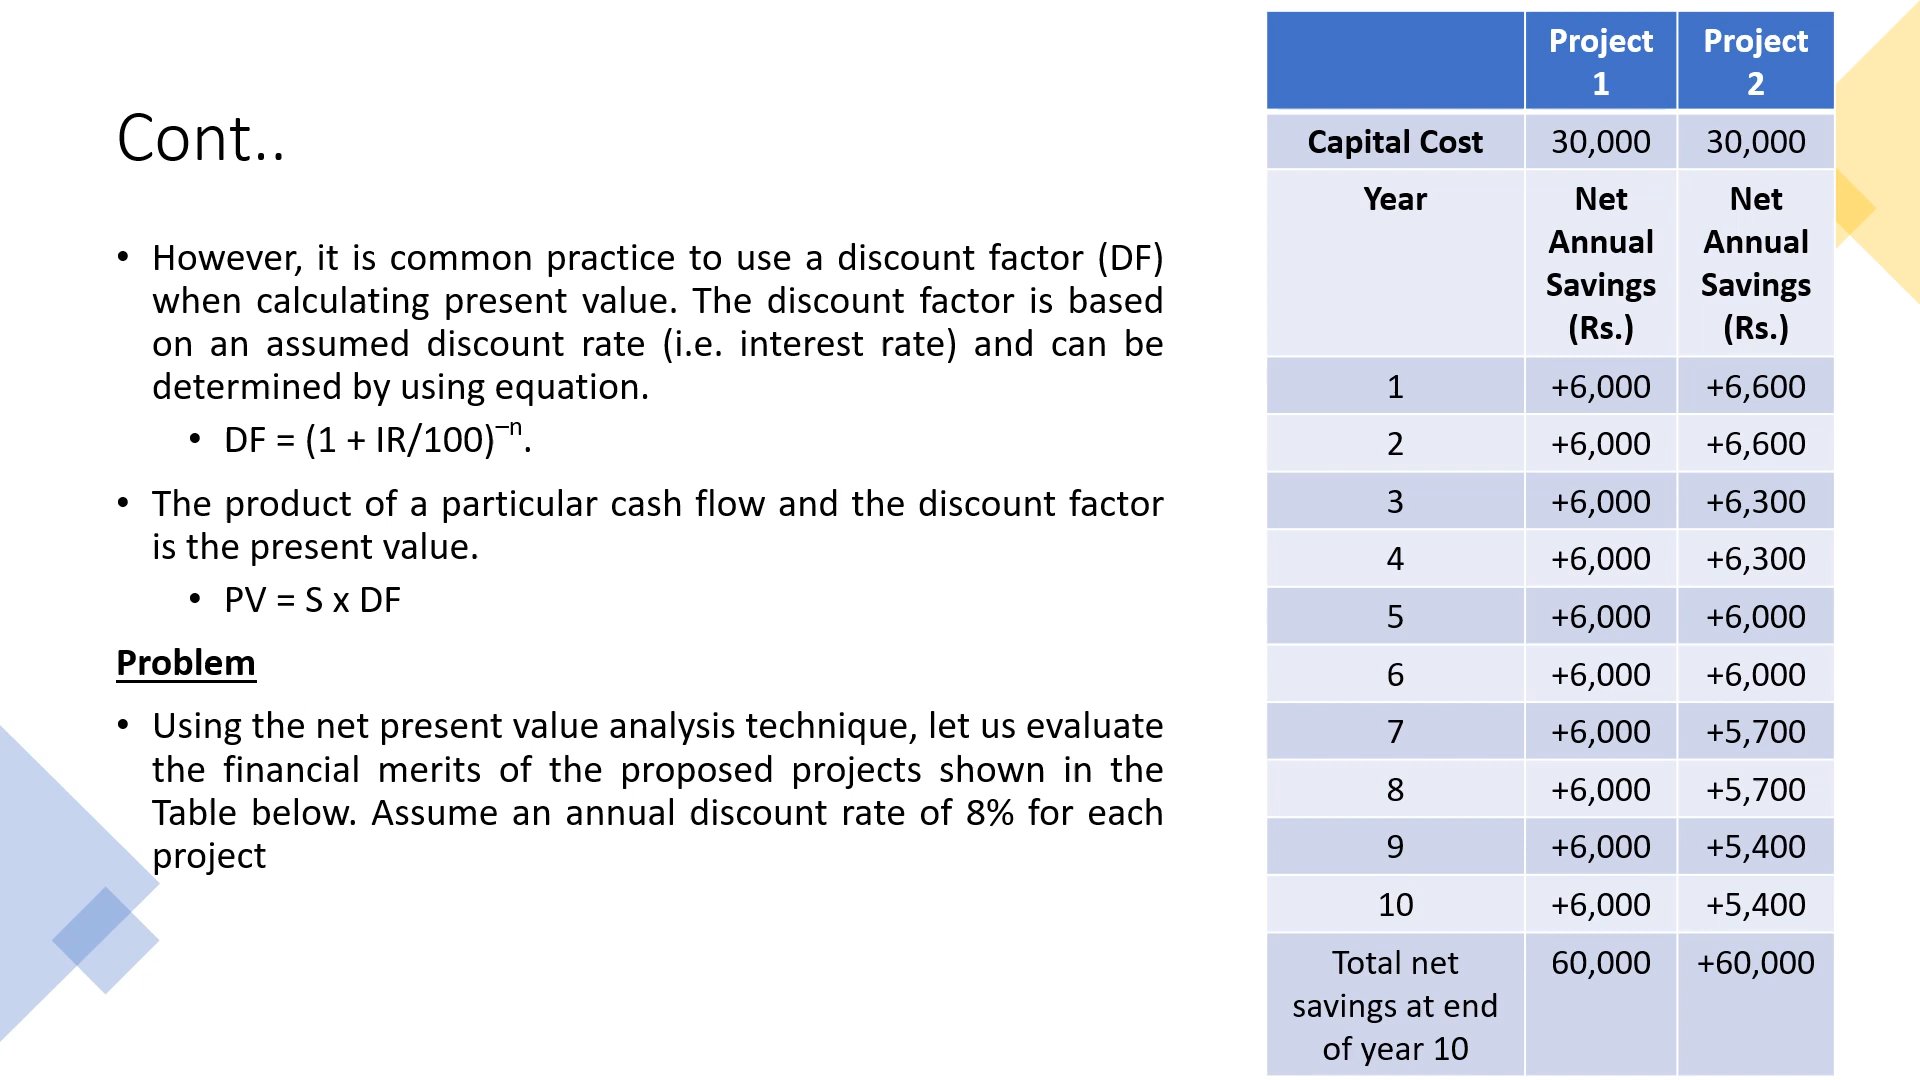 Cont..
• However, it is common practice to use a discount factor (DF)
when calculating present value. The discount factor is based
on an assumed discount rate (i.e. interest rate) and can be
determined by using equation.
• DF = (1 + IR/100)⁻ⁿ.
• The product of a particular cash flow and the discount factor
is the present value.
• PV = S x DF
Problem
• Using the net present value analysis technique, let us evaluate
the financial merits of the proposed projects shown in the
Table below. Assume an annual discount rate of 8% for each
project
Project 1 Project 2
Capital Cost 30,000 30,000
Year Net Annual Savings (Rs.) Net Annual Savings (Rs.)
1 +6,000 +6,600
2 +6,000 +6,600
3 +6,000 +6,300
4 +6,000 +6,300
5 +6,000 +6,000
6 +6,000 +6,000
7 +6,000 +5,700
8 +6,000 +5,700
9 +6,000 +5,400
10 +6,000 +5,400
Total net savings at end of year 10 60,000 +60,000